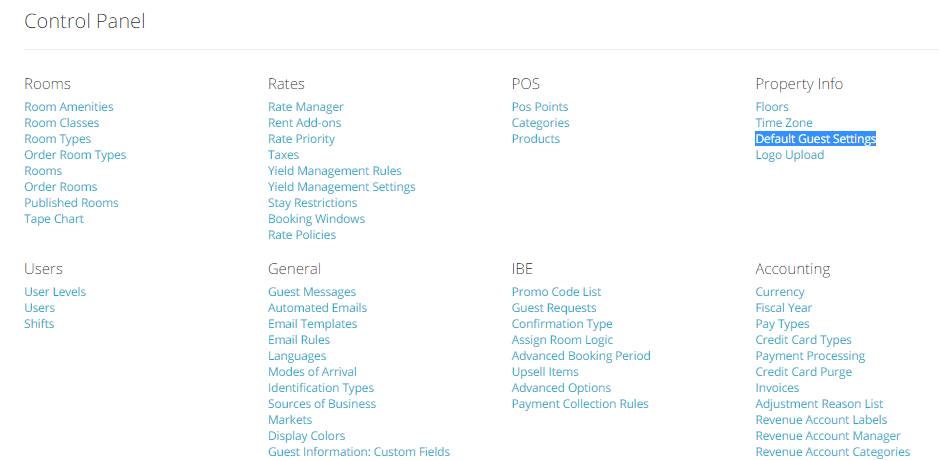 Control Panel
Rooms
Room Amenities
Room Classes
Room Types
Order Room Types
Rooms
Order Rooms
Published Rooms
Tape Chart
Rates
Rate Manager
Rent Add-ons
Rate Priority
Taxes
Yield Management Rules
Yield Management Settings
Stay Restrictions
Booking Windows
Rate Policies
POS
Pos Points
Categories
Products
Property Info
Floors
Time Zone
Default Guest Settings
Logo Upload
Users
User Levels
Users
Shifts
General
Guest Messages
Automated Emails
Email Templates
Email Rules
Languages
Modes of Arrival
Identification Types
Sources of Business
Markets
Display Colors
Guest Information: Custom Fields
IBE
Promo Code List
Guest Requests
Confirmation Type
Assign Room Logic
Advanced Booking Period
Upsell Items
Advanced Options
Payment Collection Rules
Accounting
Currency
Fiscal Year
Pay Types
Credit Card Types
Payment Processing
Credit Card Purge
Invoices
Adjustment Reason List
Revenue Account Labels
Revenue Account Manager
Revenue Account Categories